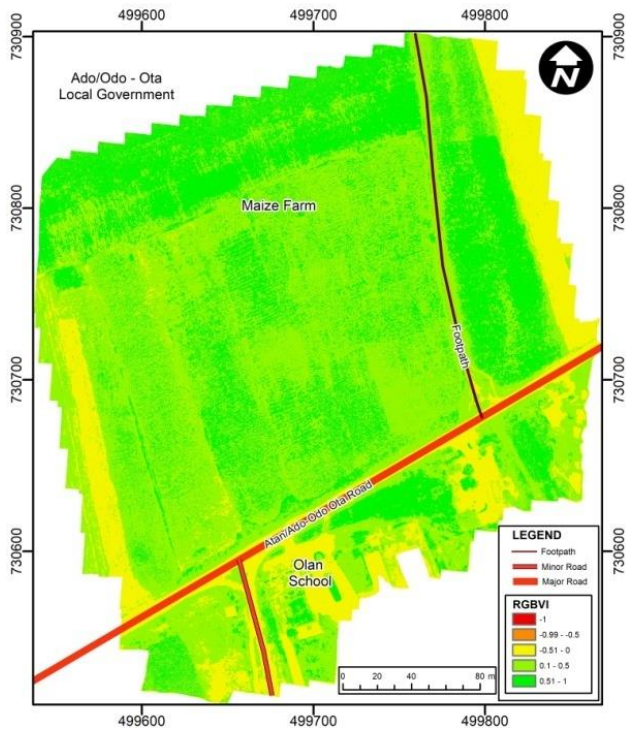 499600 499700 499800
730900 730900
Ado/Odo - Ota
Local Government
N
Maize Farm
730800 730800
Footpath
730700 730700
Atan/Ado-Odo Ota Road
730600 730600
Olan
School
LEGEND
Footpath
Minor Road
Major Road
RGBVI
-1
-0.99 - -0.5
-0.51 - 0
0.1 - 0.5
0.51 - 1
0 20 40 80 m
499600 499700 499800